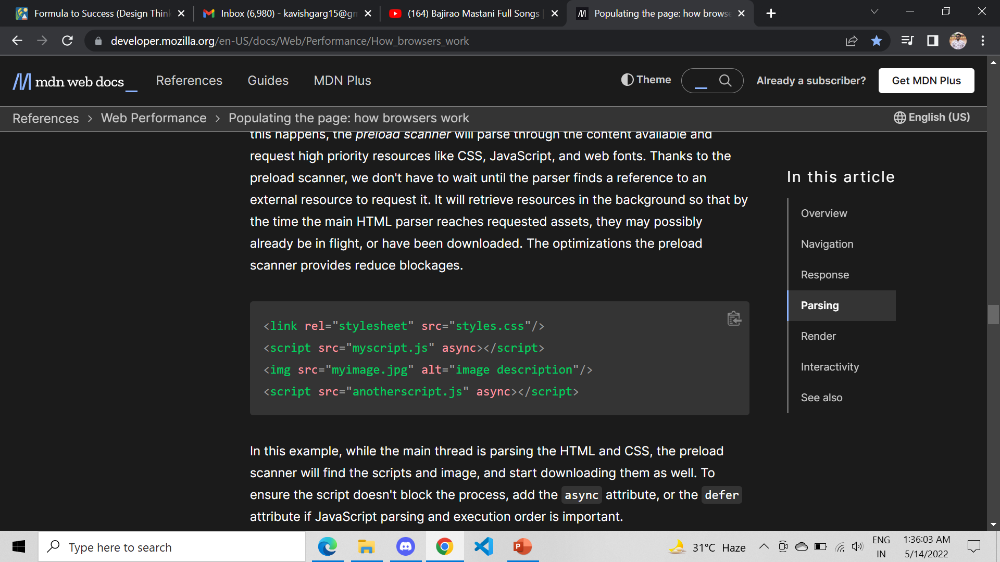 Formula to Success (Design Think
Inbox (6,980) - kavishgarg15@gm
(164) Bajirao Mastani Full Songs |
Populating the page: how browse
developer.mozilla.org/en-US/docs/Web/Performance/How_browsers_work
mdn web docs_
References
Guides
MDN Plus
Theme
Already a subscriber?
Get MDN Plus
References > Web Performance > Populating the page: how browsers work
English (US)
this happens, the preload scanner will parse through the content available and
request high priority resources like CSS, JavaScript, and web fonts. Thanks to the
preload scanner, we don't have to wait until the parser finds a reference to an
external resource to request it. It will retrieve resources in the background so that by
the time the main HTML parser reaches requested assets, they may possibly
already be in flight, or have been downloaded. The optimizations the preload
scanner provides reduce blockages.
<link rel="stylesheet" src="styles.css"/>
<script src="myscript.js" async></script>
<img src="myimage.jpg" alt="image description"/>
<script src="anotherscript.js" async></script>
In this example, while the main thread is parsing the HTML and CSS, the preload
scanner will find the scripts and image, and start downloading them as well. To
ensure the script doesn't block the process, add the async attribute, or the defer
attribute if JavaScript parsing and execution order is important.
In this article
Overview
Navigation
Response
Parsing
Render
Interactivity
See also
Type here to search
31°C Haze
ENG
IN
1:36:03 AM
5/14/2022